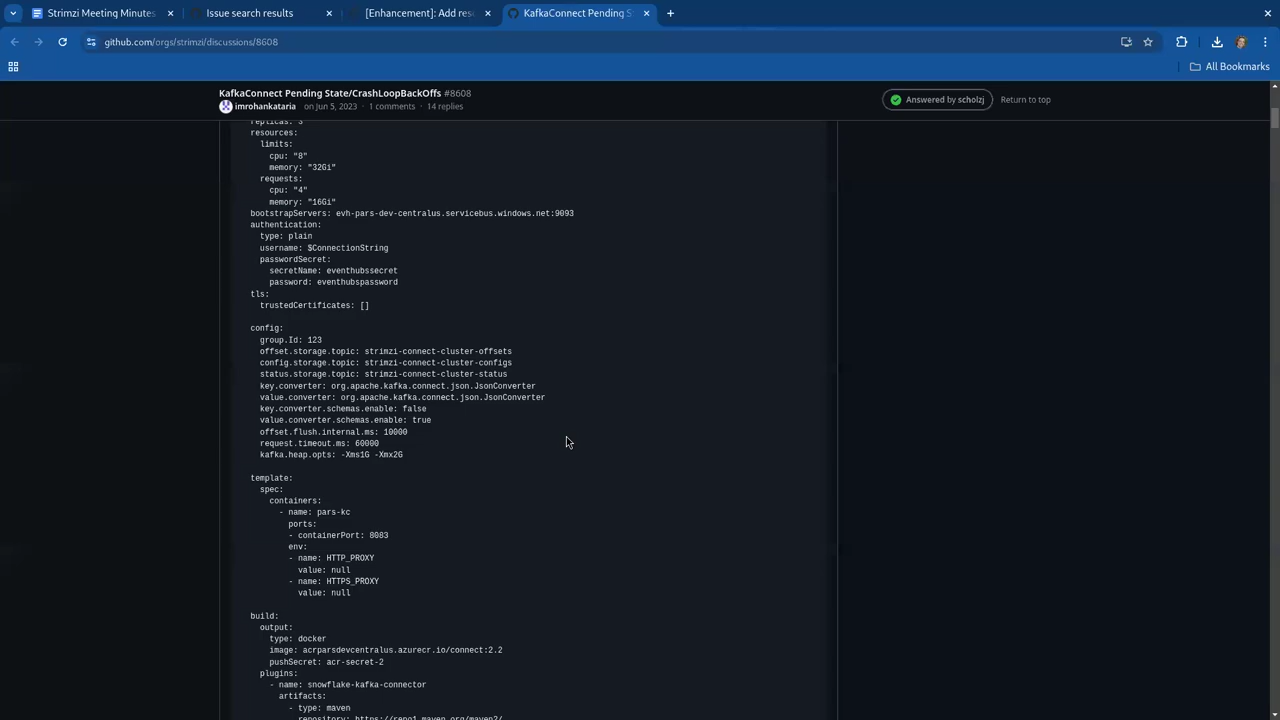 Strimzi Meeting Minutes
Issue search results
[Enhancement]: Add res
KafkaConnect Pending S
github.com/orgs/strimzi/discussions/8608
All Bookmarks
KafkaConnect Pending State/CrashLoopBackOffs #8608
imrohankataria on Jun 5, 2023 · 1 comments · 14 replies
Answered by scholzj
Return to top
replicas: 3
resources:
limits:
cpu: "8"
memory: "32Gi"
requests:
cpu: "4"
memory: "16Gi"
bootstrapServers: evh-pars-dev-centralus.servicebus.windows.net:9093
authentication:
type: plain
username: $ConnectionString
passwordSecret:
secretName: eventhubssecret
password: eventhubspassword
tls:
trustedCertificates: []
config:
group.Id: 123
offset.storage.topic: strimzi-connect-cluster-offsets
config.storage.topic: strimzi-connect-cluster-configs
status.storage.topic: strimzi-connect-cluster-status
key.converter: org.apache.kafka.connect.json.JsonConverter
value.converter: org.apache.kafka.connect.json.JsonConverter
key.converter.schemas.enable: false
value.converter.schemas.enable: true
offset.flush.internal.ms: 10000
request.timeout.ms: 60000
kafka.heap.opts: -Xms1G -Xmx2G
template:
spec:
containers:
- name: pars-kc
ports:
- containerPort: 8083
env:
- name: HTTP_PROXY
value: null
- name: HTTPS_PROXY
value: null
build:
output:
type: docker
image: acrparsdevcentralus.azurecr.io/connect:2.2
pushSecret: acr-secret-2
plugins:
- name: snowflake-kafka-connector
artifacts:
- type: maven
repository: https://repo1.maven.org/maven2/